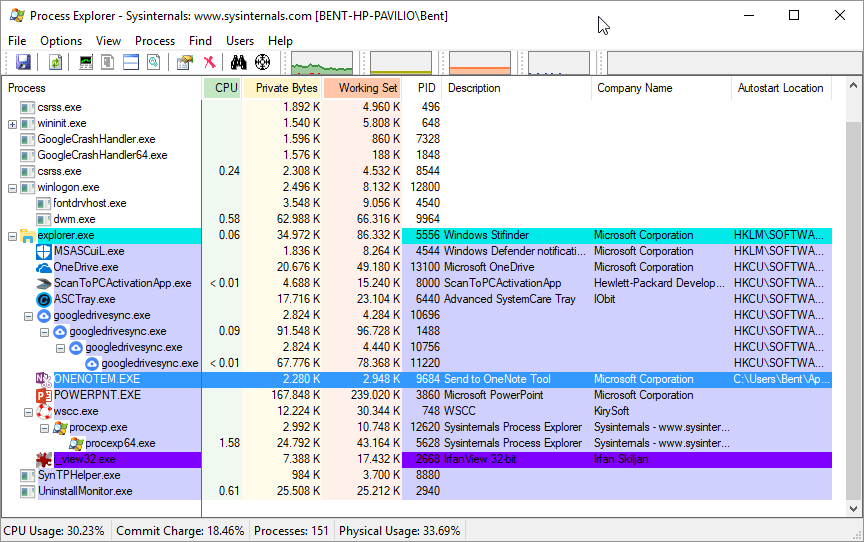 Process Explorer - Sysinternals: www.sysinternals.com [BENT-HP-PAVILIO\Bent]
File Options View Process Find Users Help
Process CPU Private Bytes Working Set PID Description Company Name Autostart Location
csrss.exe 1.892 K 4.960 K 496
wininit.exe 1.540 K 5.808 K 648
GoogleCrashHandler.exe 1.596 K 860 K 7328
GoogleCrashHandler64.exe 1.576 K 188 K 1848
csrss.exe 0.24 2.308 K 4.532 K 8544
winlogon.exe 2.496 K 8.132 K 12800
fontdrvhost.exe 3.548 K 9.056 K 4540
dwm.exe 0.58 62.988 K 66.316 K 9964
explorer.exe 0.06 34.972 K 86.332 K 5556 Windows Stifinder Microsoft Corporation HKLM\SOFTWA...
MSASCuiL.exe 1.836 K 8.264 K 4544 Windows Defender notificati... Microsoft Corporation HKLM\SOFTWA...
OneDrive.exe 20.676 K 49.180 K 13100 Microsoft OneDrive Microsoft Corporation HKCU\SOFTWA...
ScanToPCActivationApp.exe < 0.01 4.688 K 15.240 K 8000 ScanToPCActivationApp Hewlett-Packard Develop... HKCU\SOFTWA...
ASCTray.exe 17.716 K 23.104 K 6440 Advanced SystemCare Tray IObit HKCU\SOFTWA...
googledrivesync.exe 2.824 K 4.284 K 10696 HKCU\SOFTWA...
googledrivesync.exe 0.09 91.548 K 96.728 K 1488 HKCU\SOFTWA...
googledrivesync.exe 2.824 K 4.440 K 10756 HKCU\SOFTWA...
googledrivesync.exe < 0.01 67.776 K 78.368 K 11220 HKCU\SOFTWA...
ONENOTEM.EXE 2.280 K 2.948 K 9684 Send to OneNote Tool Microsoft Corporation C:\Users\Bent\Ap...
POWERPNT.EXE 167.848 K 239.020 K 3860 Microsoft PowerPoint Microsoft Corporation
wscc.exe 12.224 K 30.344 K 748 WSCC KirySoft
procexp.exe 2.992 K 10.748 K 12620 Sysinternals Process Explorer Sysinternals - www.sysinter...
procexp64.exe 1.58 24.792 K 43.164 K 5628 Sysinternals Process Explorer Sysinternals - www.sysinter...
_view32.exe 7.388 K 17.432 K 2668 IrfanView 32-bit Irfan Skiljan
SynTPHelper.exe 984 K 3.700 K 8880
UninstallMonitor.exe 0.61 25.508 K 25.212 K 2940
CPU Usage: 30.23% Commit Charge: 18.46% Processes: 151 Physical Usage: 33.69%